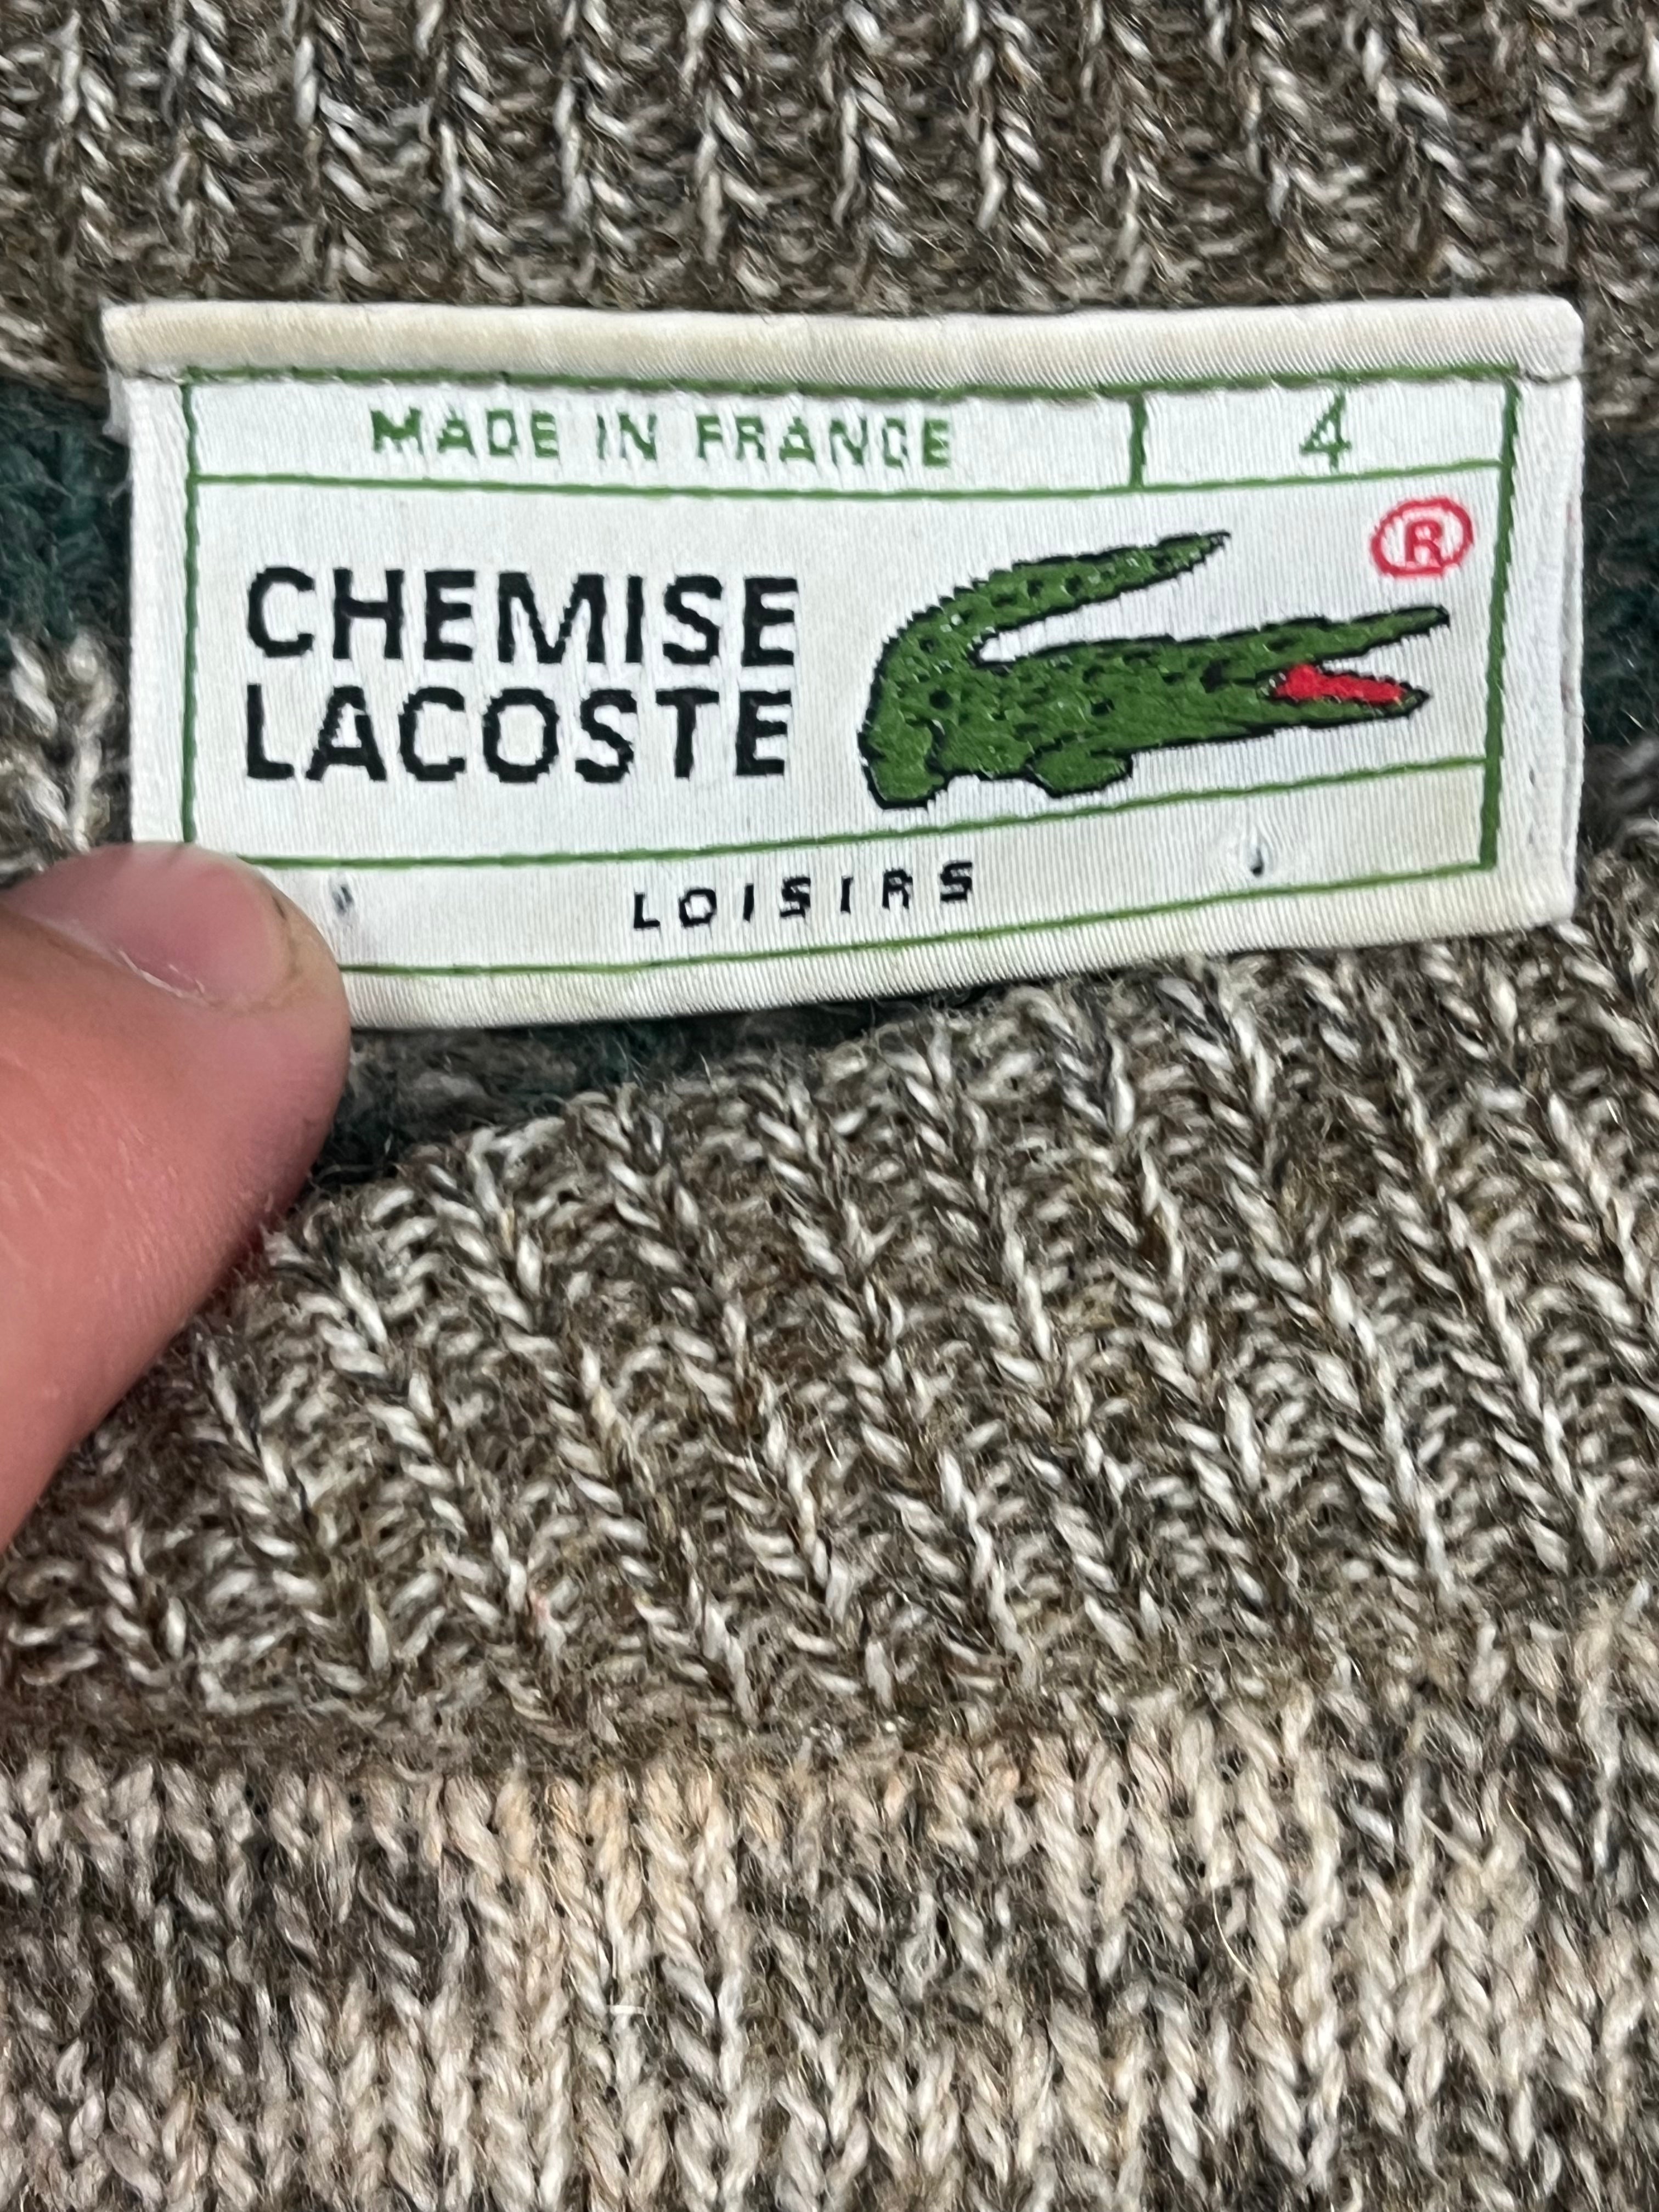 MADE IN FRANCE 4
®
CHEMISE
LACOSTE
LOISIRS